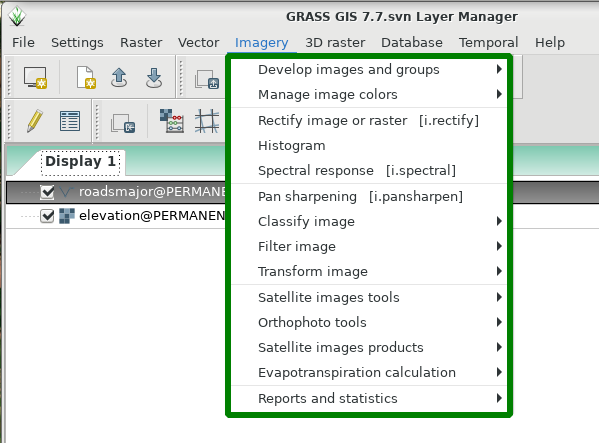 GRASS GIS 7.7.svn Layer Manager
File Settings Raster Vector Imagery 3D raster Database Temporal Help
Develop images and groups
Manage image colors
Rectify image or raster [i.rectify]
Histogram
Spectral response [i.spectral]
Display 1
roadsmajor@PERMANE
Pan sharpening [i.pansharpen]
elevation@PERMANEN
Classify image
Filter image
Transform image
Satellite images tools
Orthophoto tools
Satellite images products
Evapotranspiration calculation
Reports and statistics